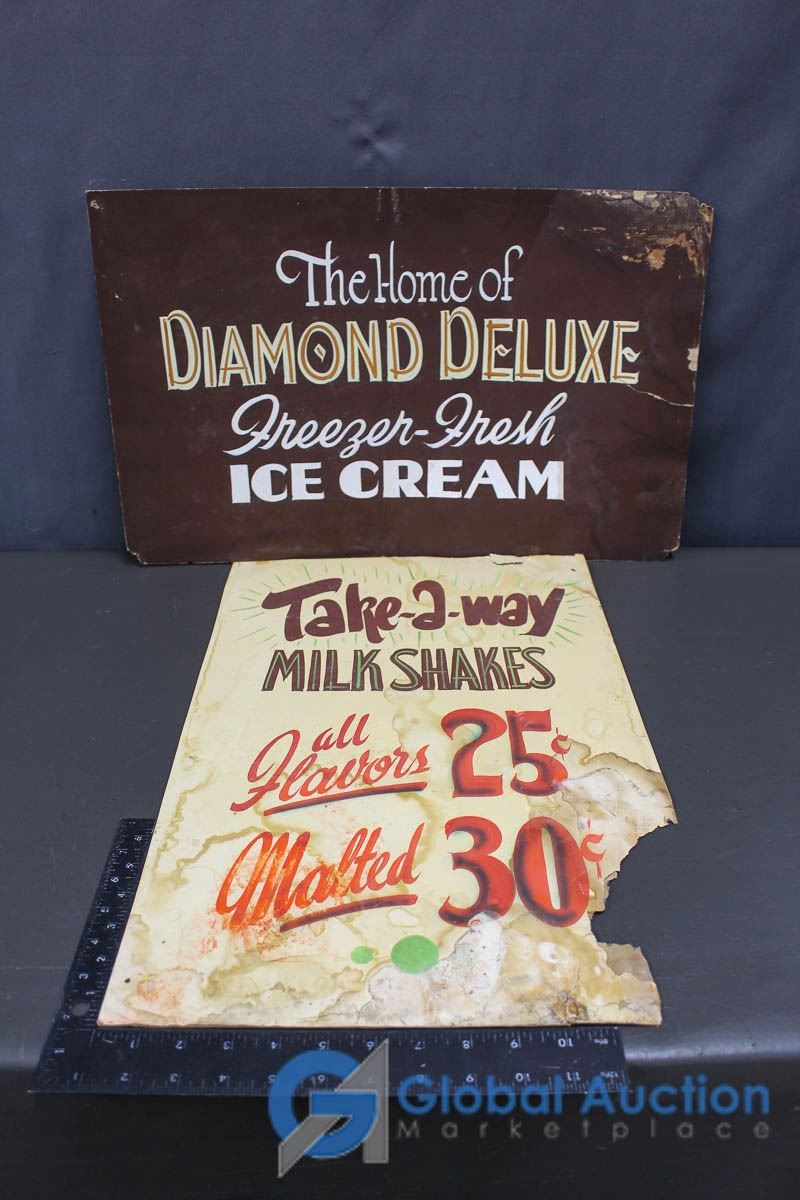 The Home of
DIAMOND DELUXE
Freezer-Fresh
ICE CREAM
Take-a-way
MILK SHAKES
all
Flavors 25¢
Malted 30¢
Global Auction
Marketplace